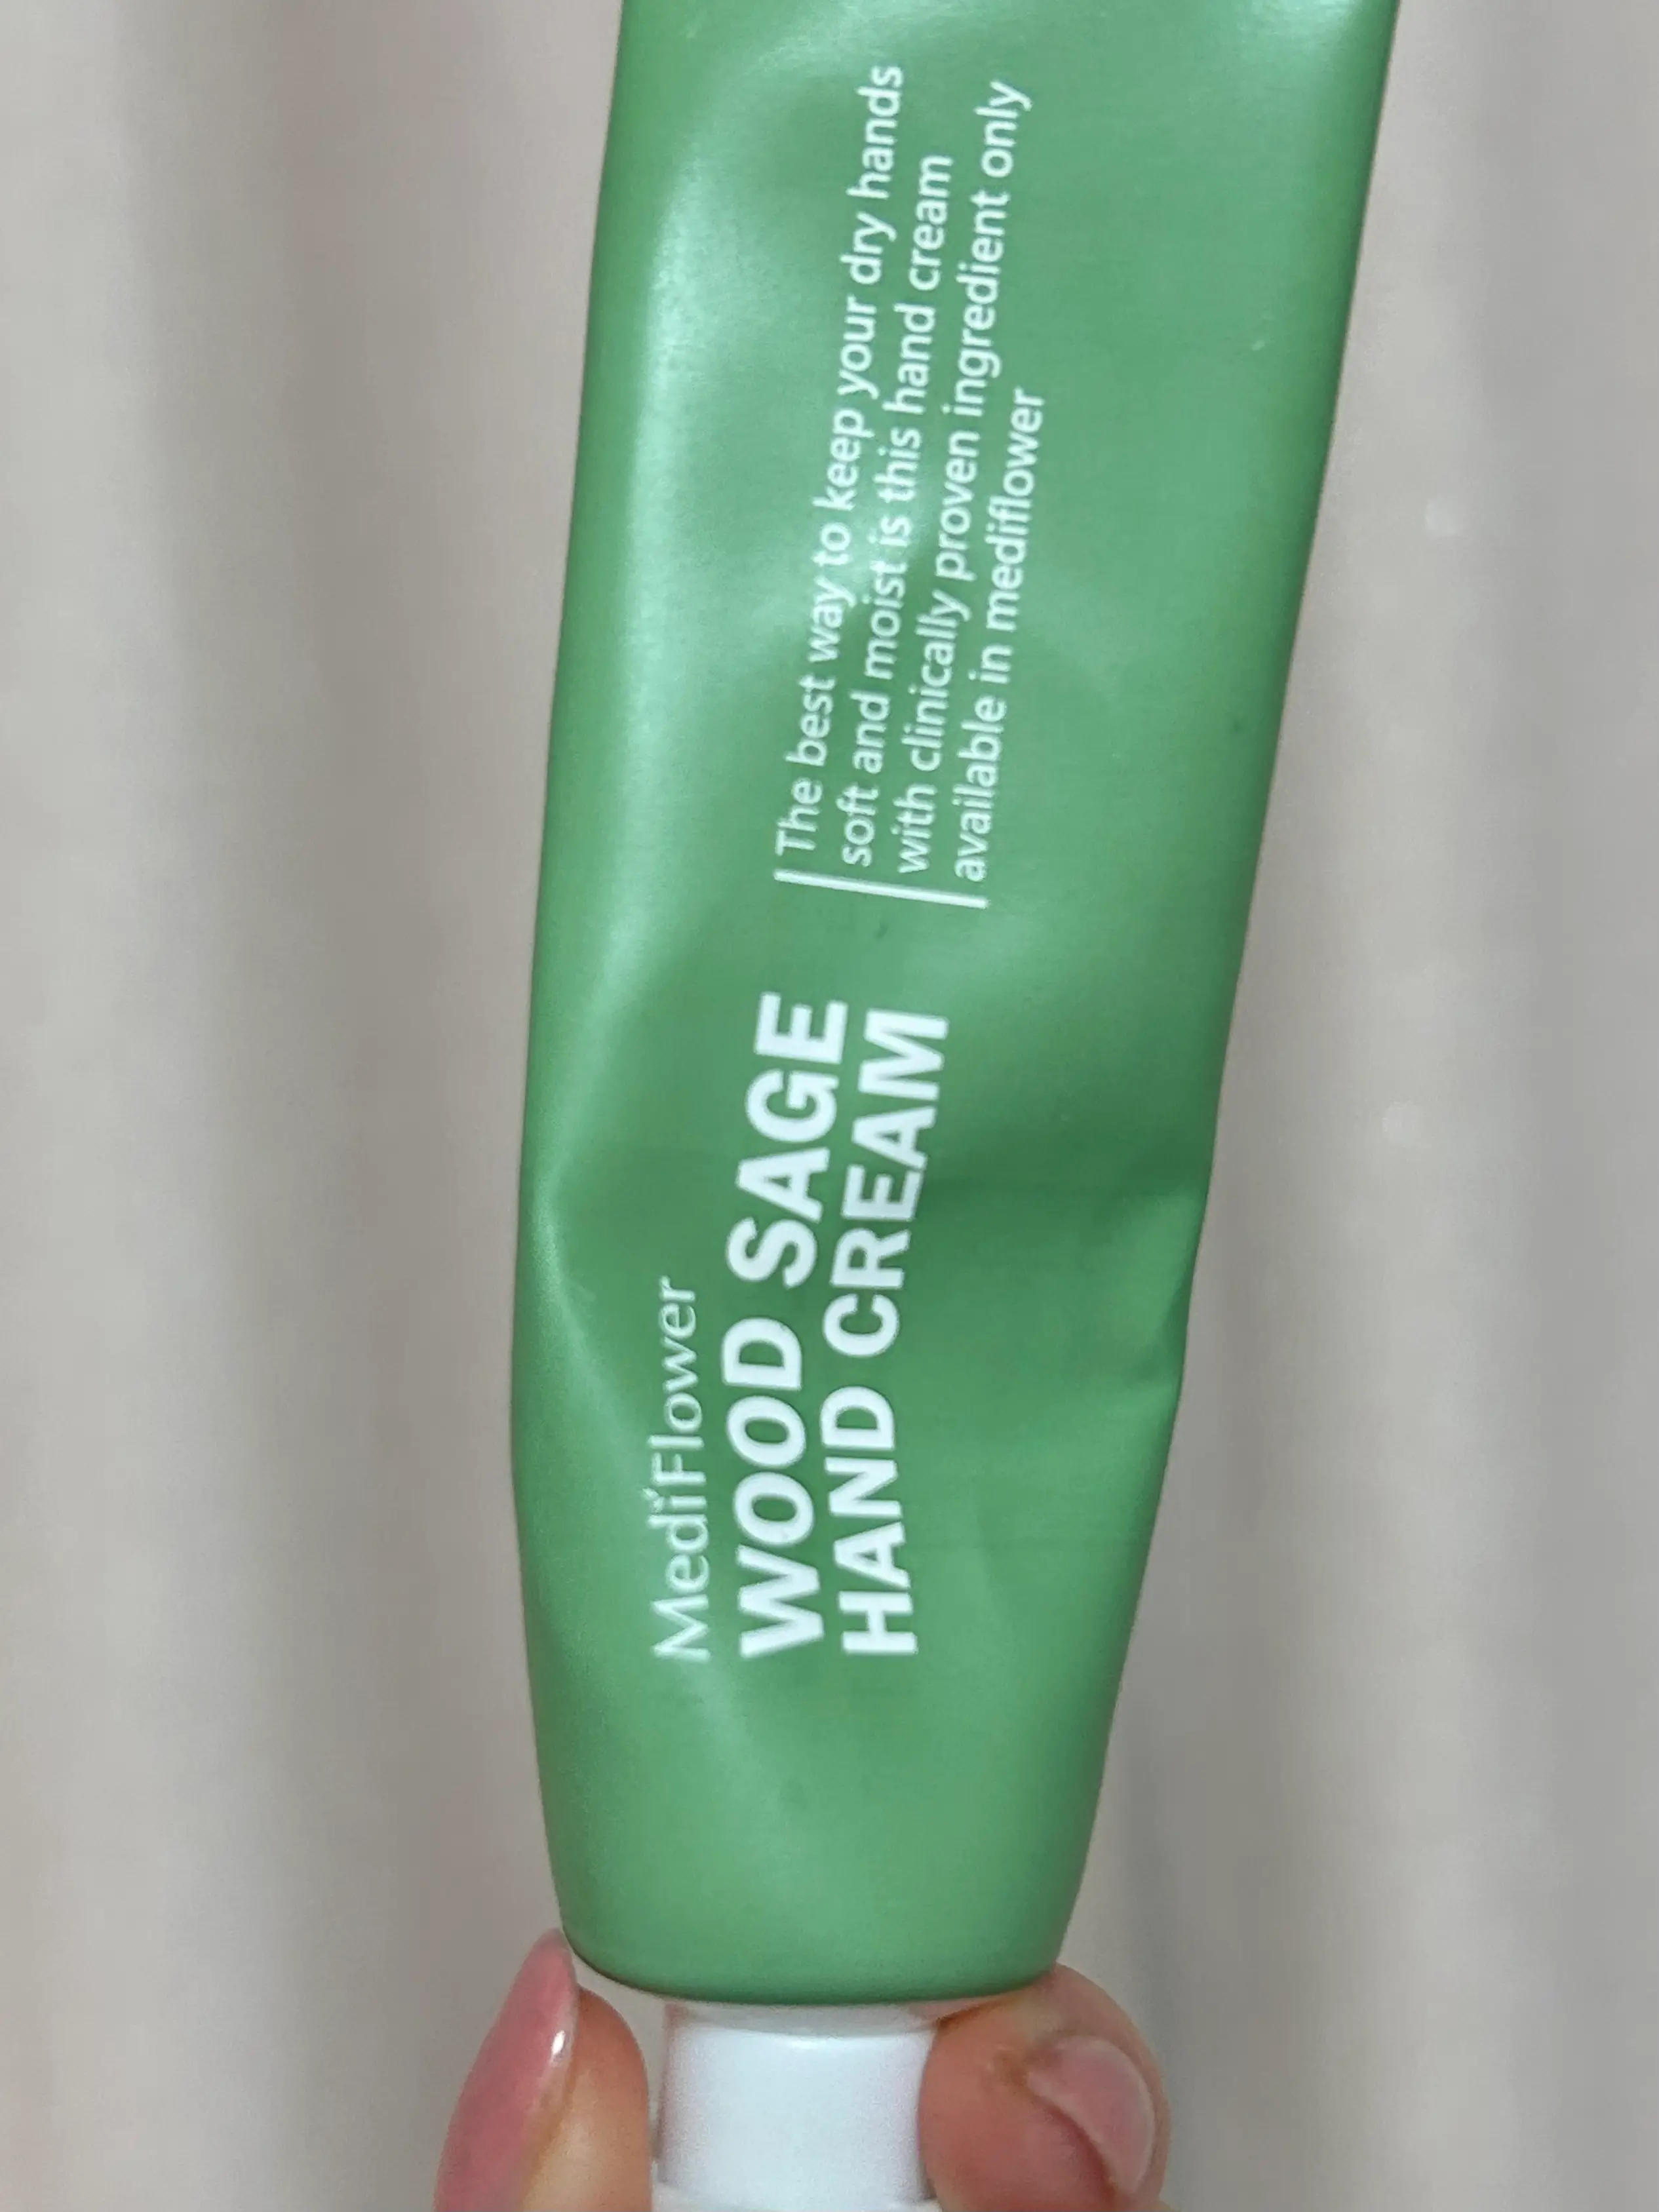 MediFlower
WOOD SAGE
HAND CREAM
The best way to keep your dry hands
soft and moist is this hand cream
with clinically proven ingredient only
available in mediflower